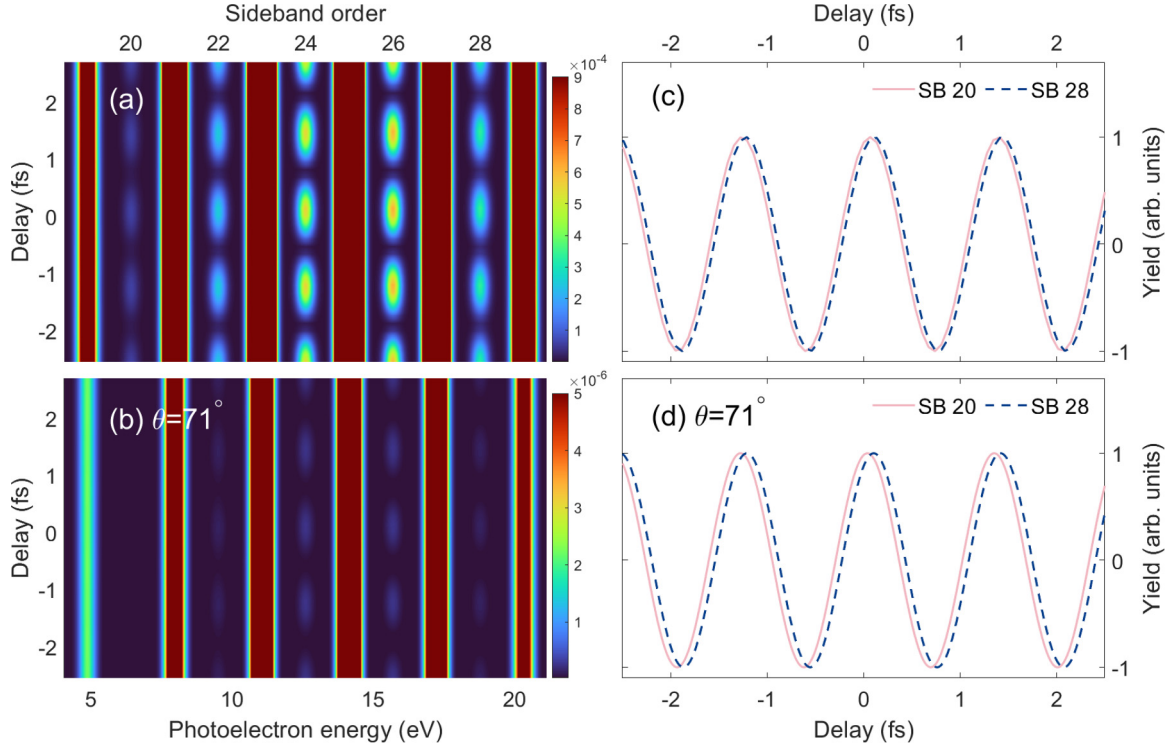 Sideband order
20 22 24 26 28
Delay (fs)
2
1
0
-1
-2
(a)
×10⁻⁴
9
8
7
6
5
4
3
2
1
Delay (fs)
-2 -1 0 1 2
(c)
SB 20 SB 28
1
0
-1
Yield (arb. units)
Delay (fs)
2
1
0
-1
-2
(b) θ=71°
×10⁻⁶
5
4
3
2
1
5 10 15 20
Photoelectron energy (eV)
(d) θ=71°
SB 20 SB 28
1
0
-1
Yield (arb. units)
-2 -1 0 1 2
Delay (fs)